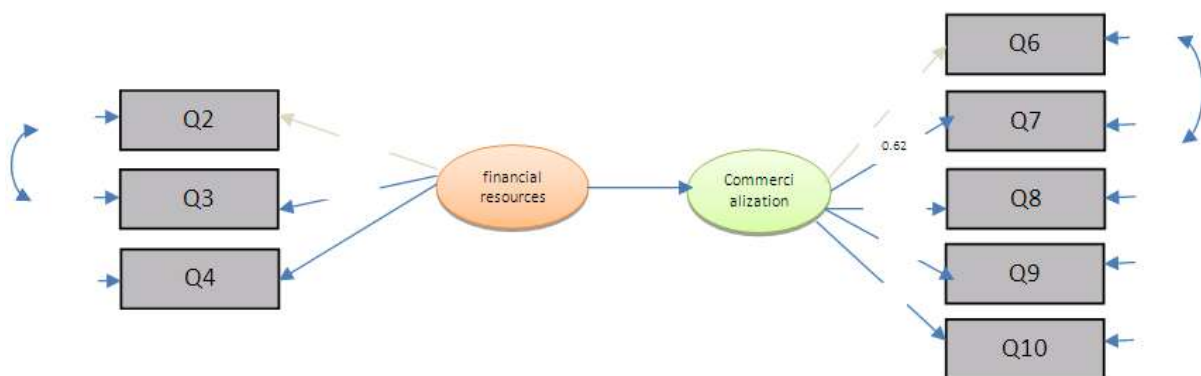 Q2
Q3
Q4
financial
resources
Commerci
alization
0.62
Q6
Q7
Q8
Q9
Q10